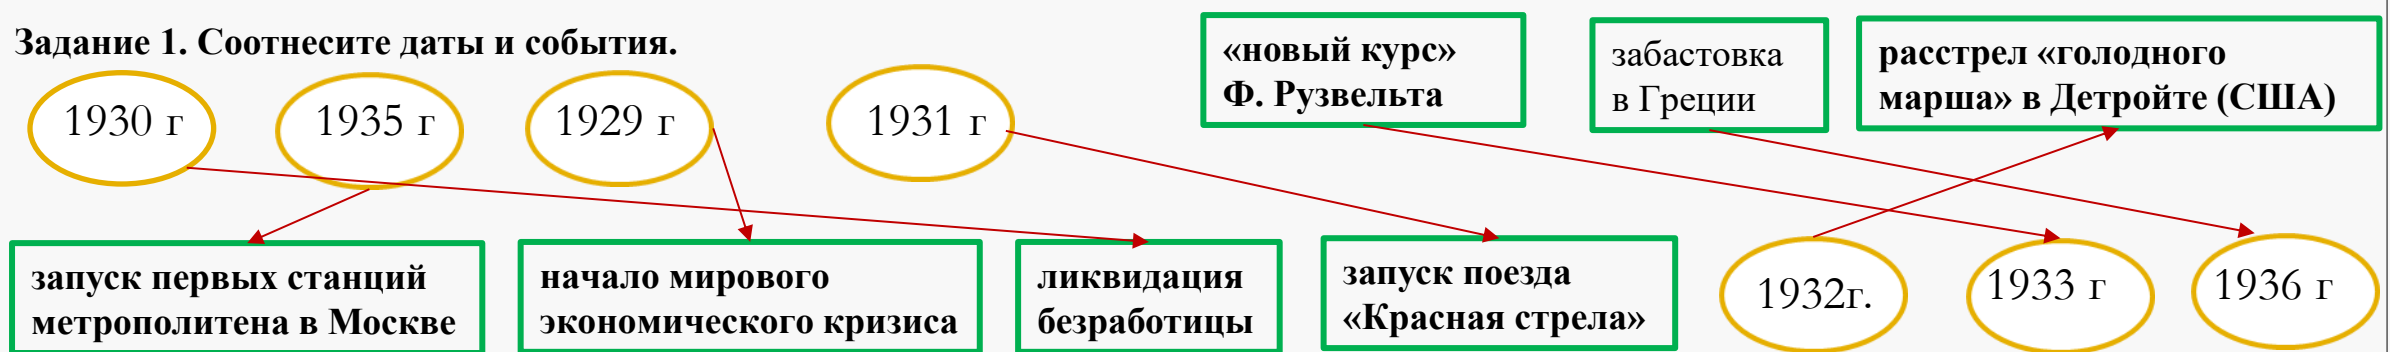 Задание 1. Соотнесите даты и события.
«новый курс»
Ф. Рузвельта
забастовка
в Греции
расстрел «голодного
марша» в Детройте (США)
1930 г
1935 г
1929 г
1931 г
запуск первых станций
метрополитена в Москве
начало мирового
экономического кризиса
ликвидация
безработицы
запуск поезда
«Красная стрела»
1932г.
1933 г
1936 г